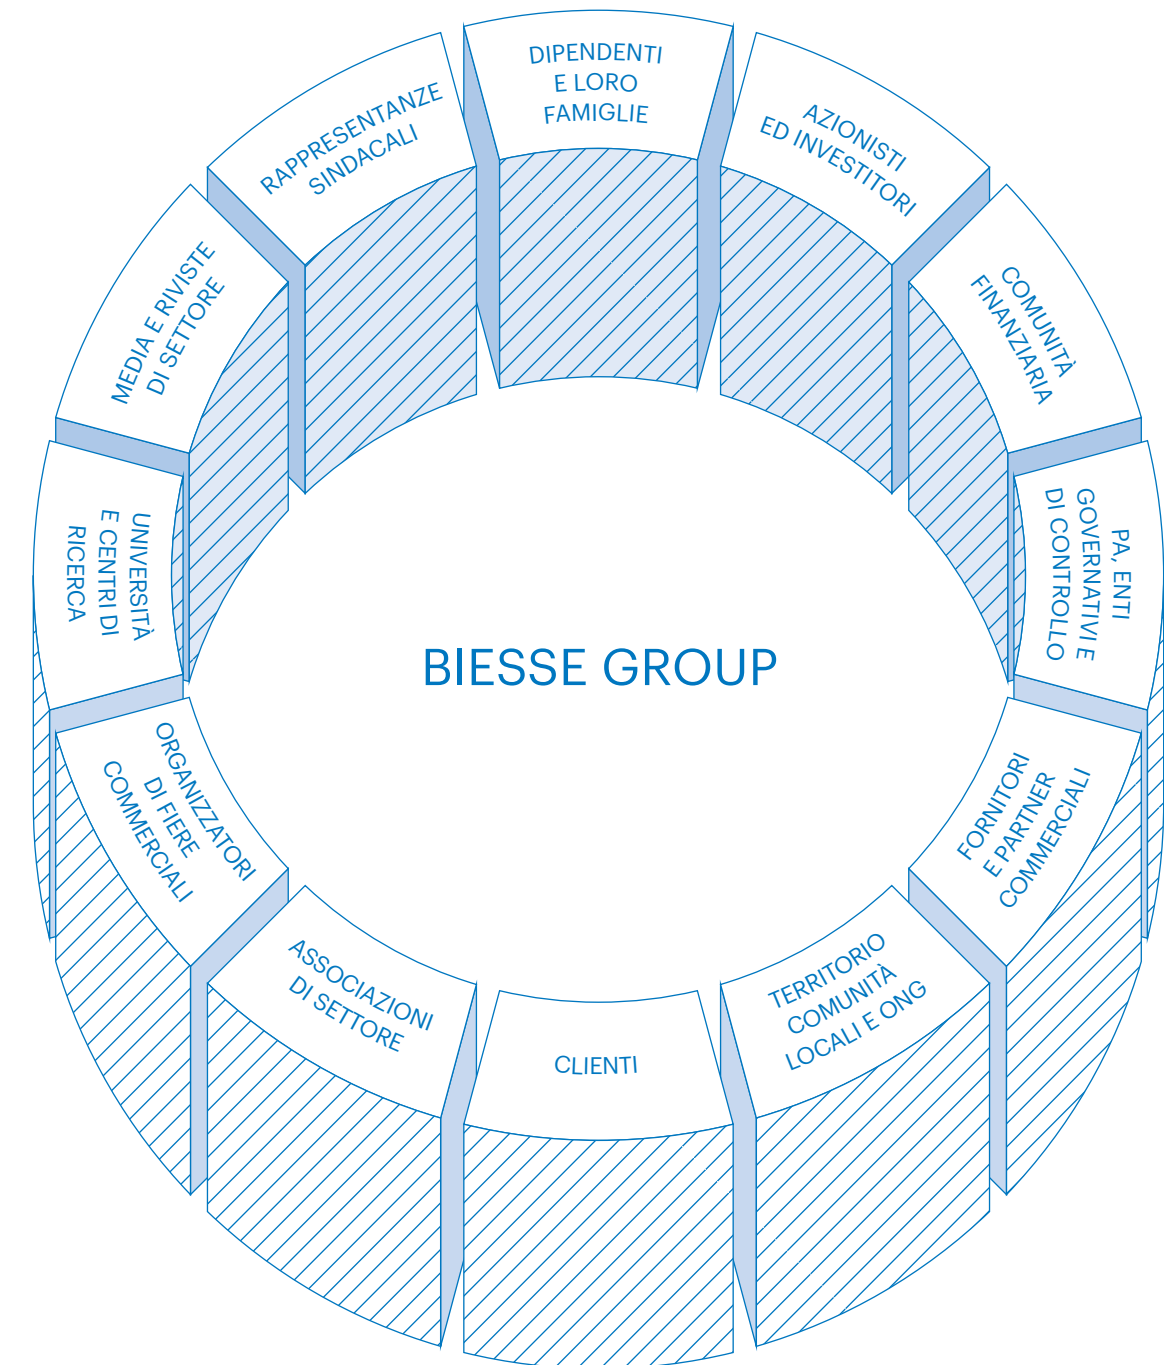 DIPENDENTI
E LORO
FAMIGLIE
AZIONISTI
ED INVESTITORI
COMUNITÀ
FINANZIARIA
PA, ENTI
GOVERNATIVI E
DI CONTROLLO
FORNITORI
E PARTNER
COMMERCIALI
TERRITORIO
COMUNITÀ
LOCALI E ONG
CLIENTI
ASSOCIAZIONI
DI SETTORE
ORGANIZZATORI
DI FIERE
COMMERCIALI
UNIVERSITÀ
E CENTRI DI
RICERCA
MEDIA E RIVISTE
DI SETTORE
RAPPRESENTANZE
SINDACALI
BIESSE GROUP